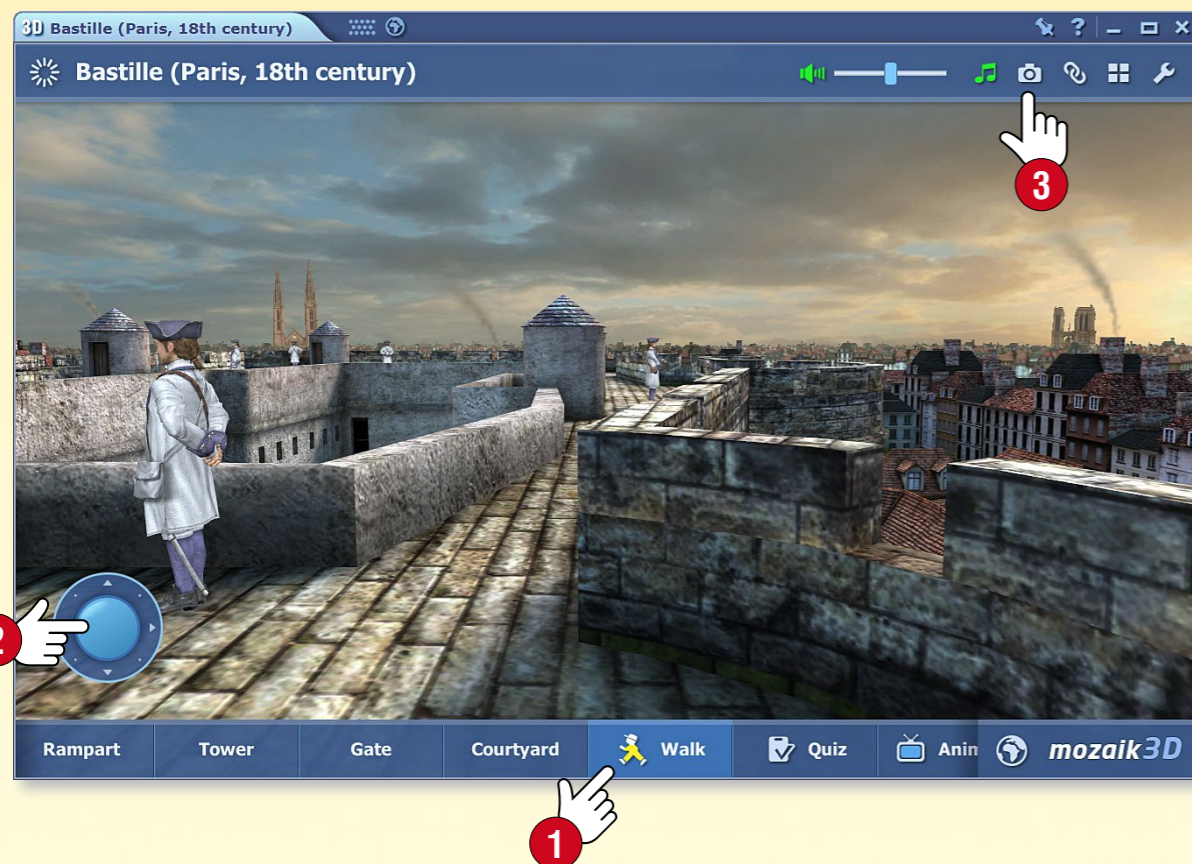 3D Bastille (Paris, 18th century)
?
Bastille (Paris, 18th century)
3
2
Rampart Tower Gate Courtyard Walk Quiz Anim mozaik3D
1